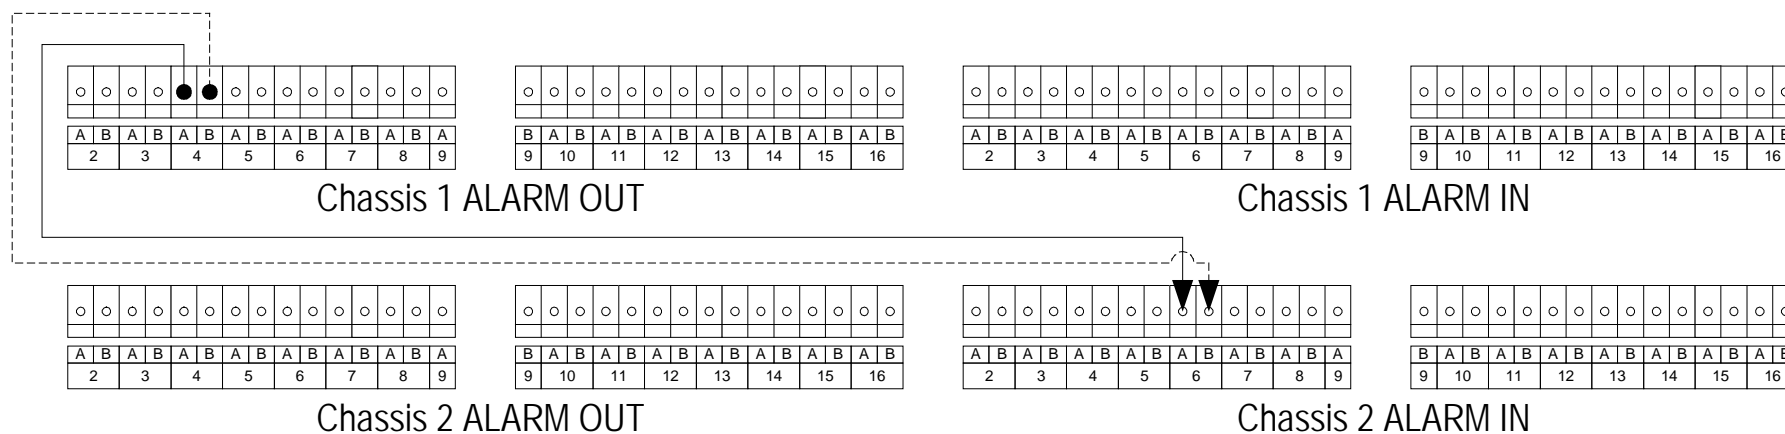 A B A B A B A B A B A B A B A B A B A B A B A B A B A B A B A B A B A B A B A B A B A B A B A B A B A B A B A B A B A
2 3 4 5 6 7 8 9 9 10 11 12 13 14 15 16 2 3 4 5 6 7 8 9 9 10 11 12 13 14 15 16
Chassis 1 ALARM OUT Chassis 1 ALARM IN
A B A B A B A B A B A B A B A B A B A B A B A B A B A B A B A B A B A B A B A B A B A B A B A B A B A B A B A B A B A
2 3 4 5 6 7 8 9 9 10 11 12 13 14 15 16 2 3 4 5 6 7 8 9 9 10 11 12 13 14 15 16
Chassis 2 ALARM OUT Chassis 2 ALARM IN